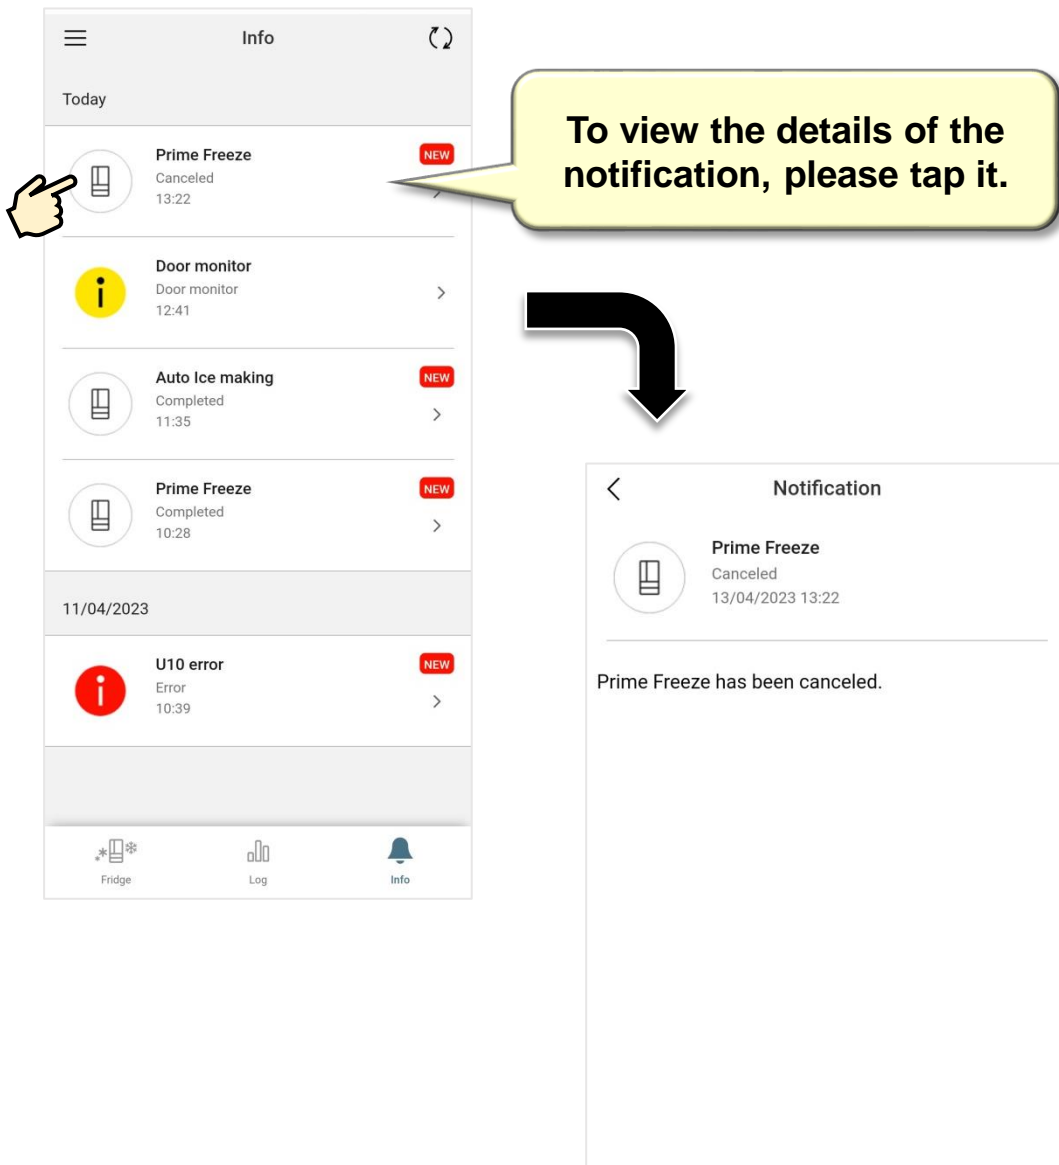 Info
Today
To view the details of the
notification, please tap it.
Prime Freeze
NEW
Canceled
13:22
Door monitor
Door monitor
12:41
Auto Ice making
NEW
Completed
11:35
Prime Freeze
NEW
Completed
10:28
11/04/2023
U10 error
NEW
Error
10:39
Fridge
Log
Info
Notification
Prime Freeze
Canceled
13/04/2023 13:22
Prime Freeze has been canceled.